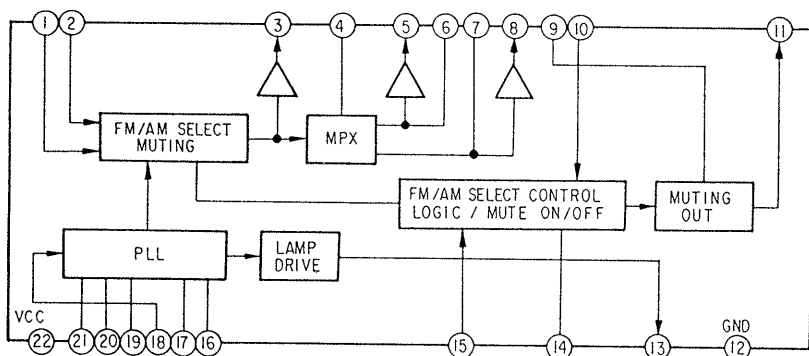 1 2 3 4 5 6 7 8 9 10 11
FM/AM SELECT
MUTING
MPX
FM/AM SELECT CONTROL
LOGIC / MUTE ON/OFF
MUTING
OUT
PLL
LAMP
DRIVE
VCC
GND
22 21 20 19 18 17 16 15 14 13 12